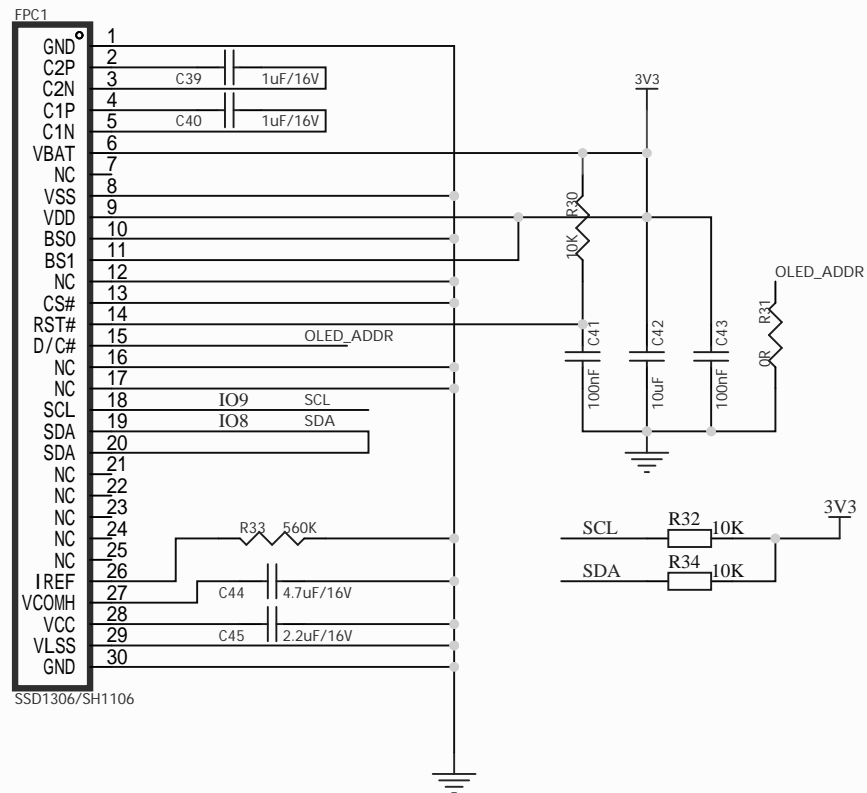 FPC1
GND 1
C2P 2
C39 1uF/16V
C2N 3
C1P 4
C40 1uF/16V
C1N 5
VBAT 6
NC 7
VSS 8
VDD 9
BS0 10
BS1 11
NC 12
CS# 13
RST# 14
D/C# 15 OLED_ADDR
NC 16
NC 17
SCL 18 IO9 SCL
SDA 19 IO8 SDA
SDA 20
NC 21
NC 22
NC 23
NC 24
NC 25
R33 560K
IREF 26
VCOMH 27
C44 4.7uF/16V
VCC 28
C45 2.2uF/16V
VLSS 29
GND 30
SSD1306/SH1106
3V3
R30
10K
C41
100nF
C42
10uF
C43
100nF
OLED_ADDR
R31
0R
3V3
SCL R32 10K
SDA R34 10K